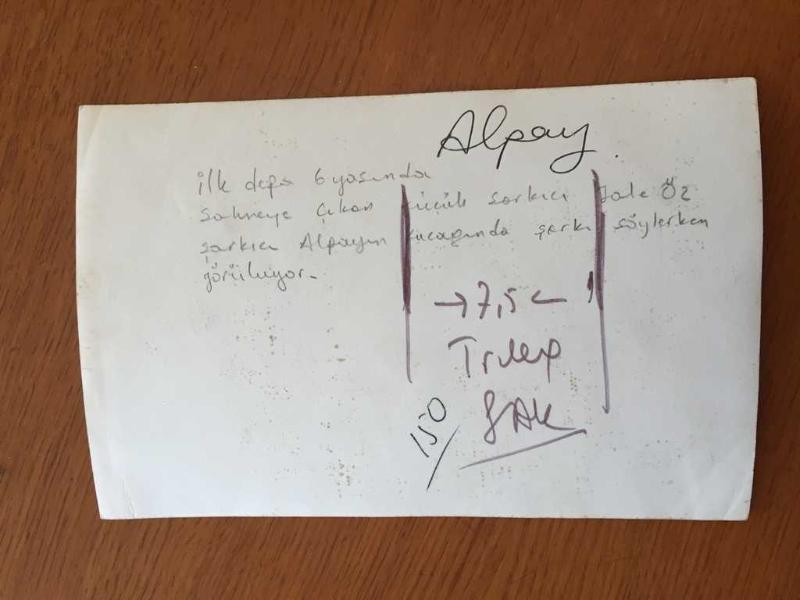 Alpay
ilk defa 6 yaşında
sahneye çıkan küçük şarkıcı Jale Öz
şarkıcı Alpayın kucağında şarkı söylerken
görülüyor.
→7,5←
150
ŞAK